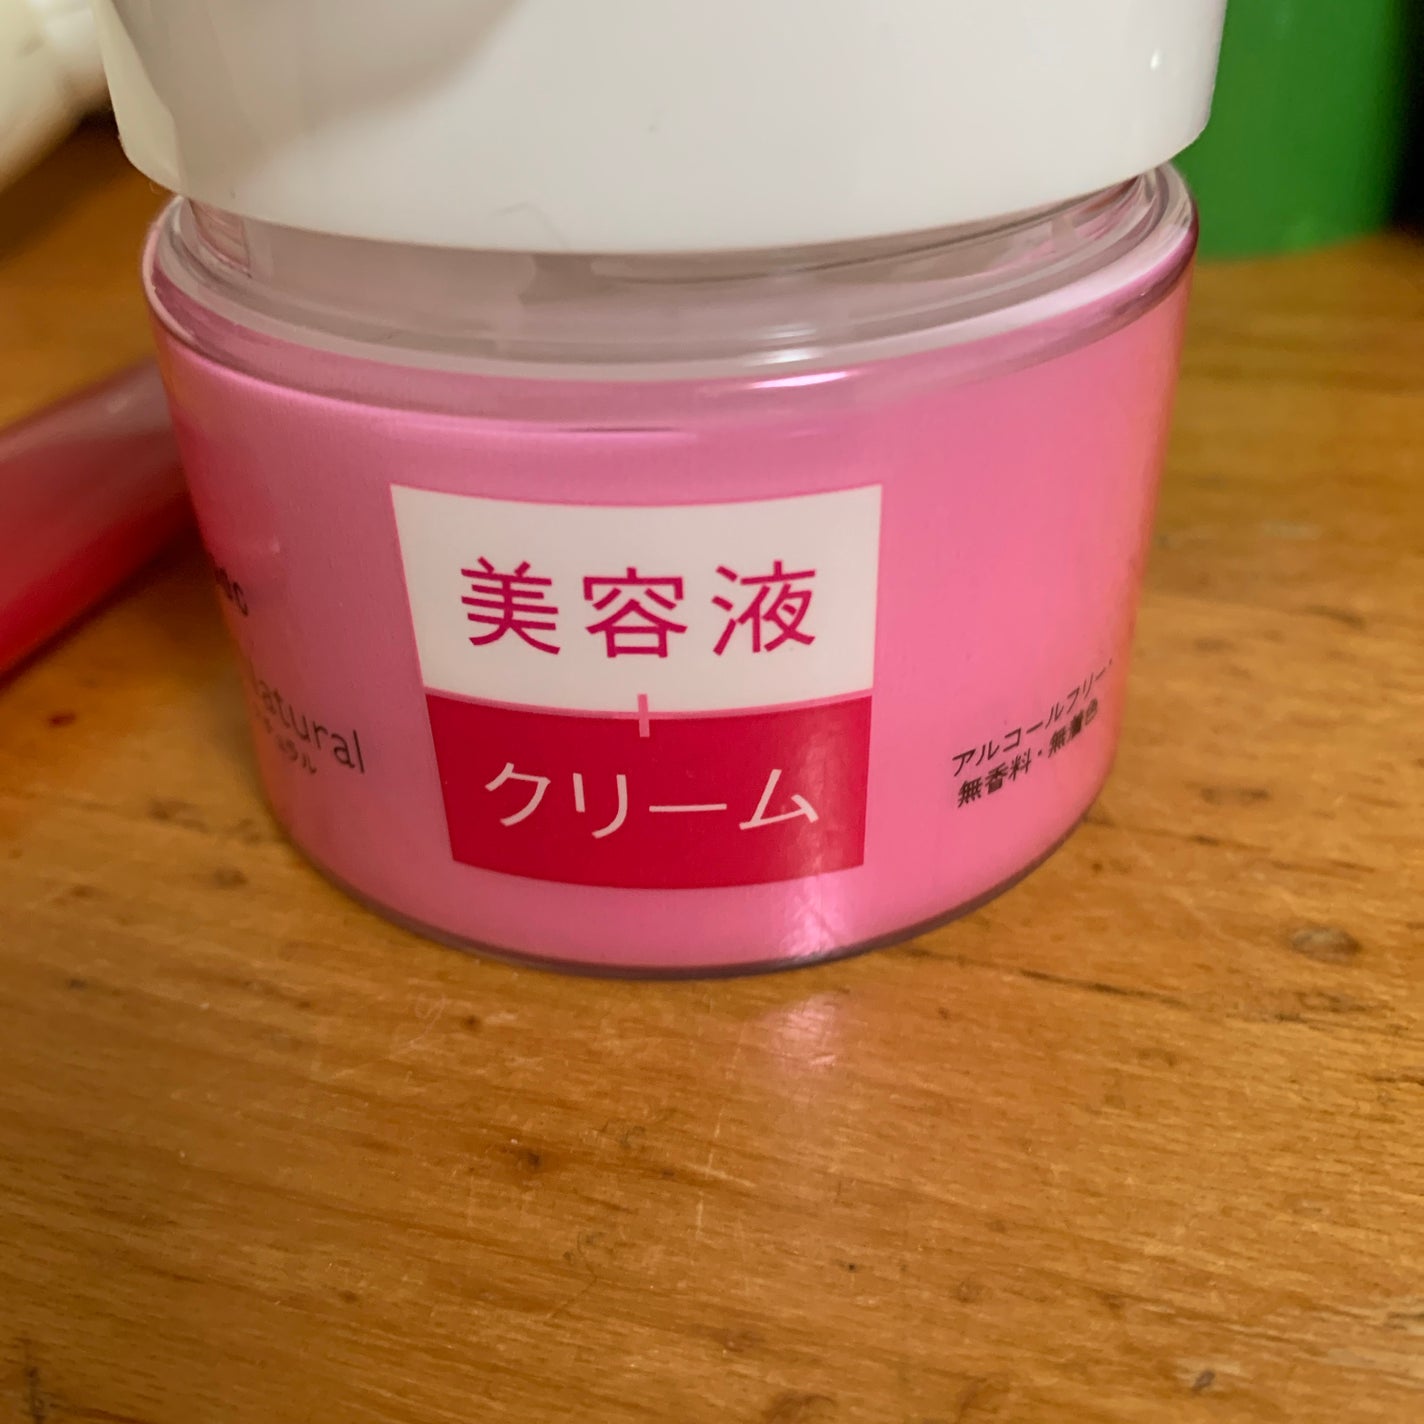 美容液
クリーム
アルコールフリー・
無香料・無着色